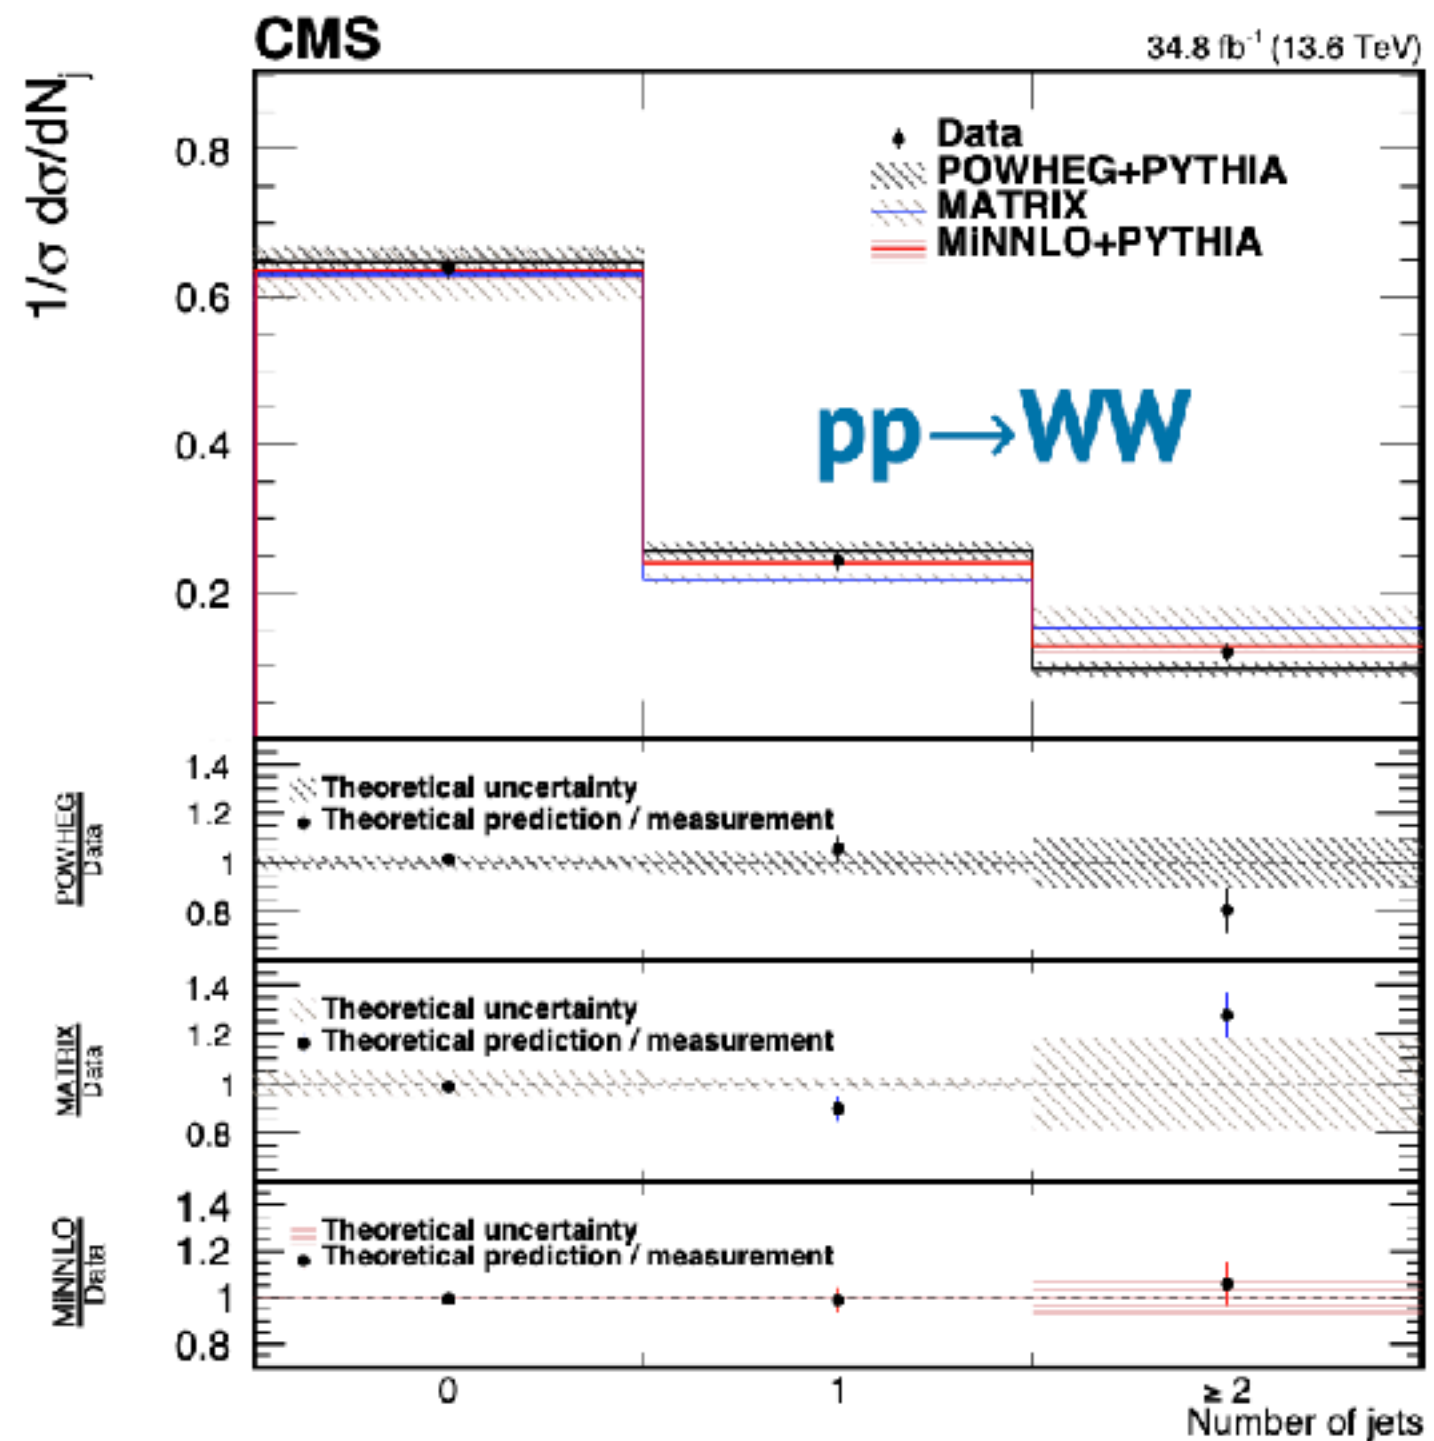 CMS
34.8 fb⁻¹ (13.6 TeV)
1/σ dσ/dNⱼ
0.8
0.6
0.4
0.2
Data
POWHEG+PYTHIA
MATRIX
MiNNLO+PYTHIA
pp→WW
POWHEG
Data
1.4
1.2
1
0.8
Theoretical uncertainty
Theoretical prediction / measurement
MATRIX
Data
1.4
1.2
1
0.8
Theoretical uncertainty
Theoretical prediction / measurement
MiNNLO
Data
1.4
1.2
1
0.8
Theoretical uncertainty
Theoretical prediction / measurement
0 1 ≥ 2
Number of jets